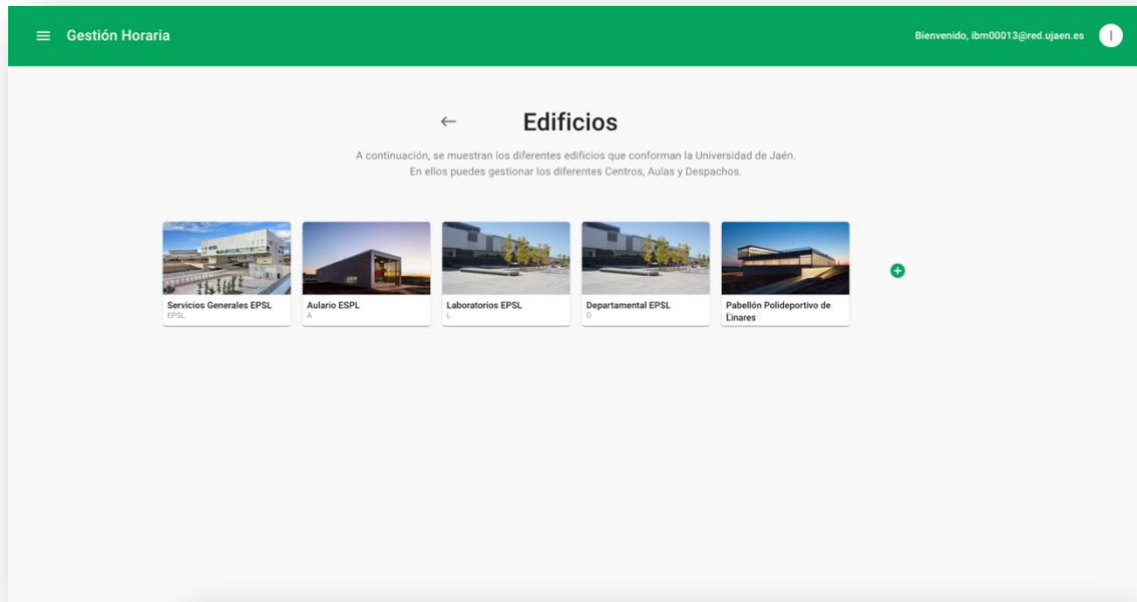 Gestión Horaria
Bienvenido, ibm00013@red.ujaen.es
I
Edificios
A continuación, se muestran los diferentes edificios que conforman la Universidad de Jaén.
En ellos puedes gestionar los diferentes Centros, Aulas y Despachos.
Servicios Generales EPSL
EPSL
Aulario ESPL
A
Laboratorios EPSL
L
Departamental EPSL
D
Pabellón Polideportivo de
Linares